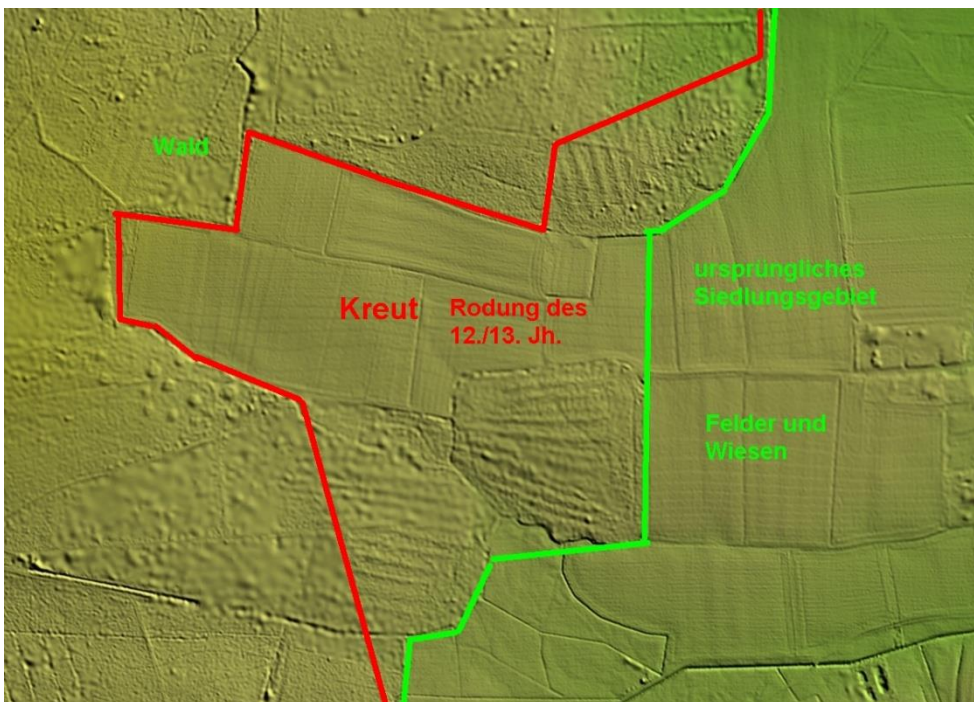 Wald
ursprüngliches
Siedlungsgebiet
Kreut
Rodung des
12./13. Jh.
Felder und
Wiesen